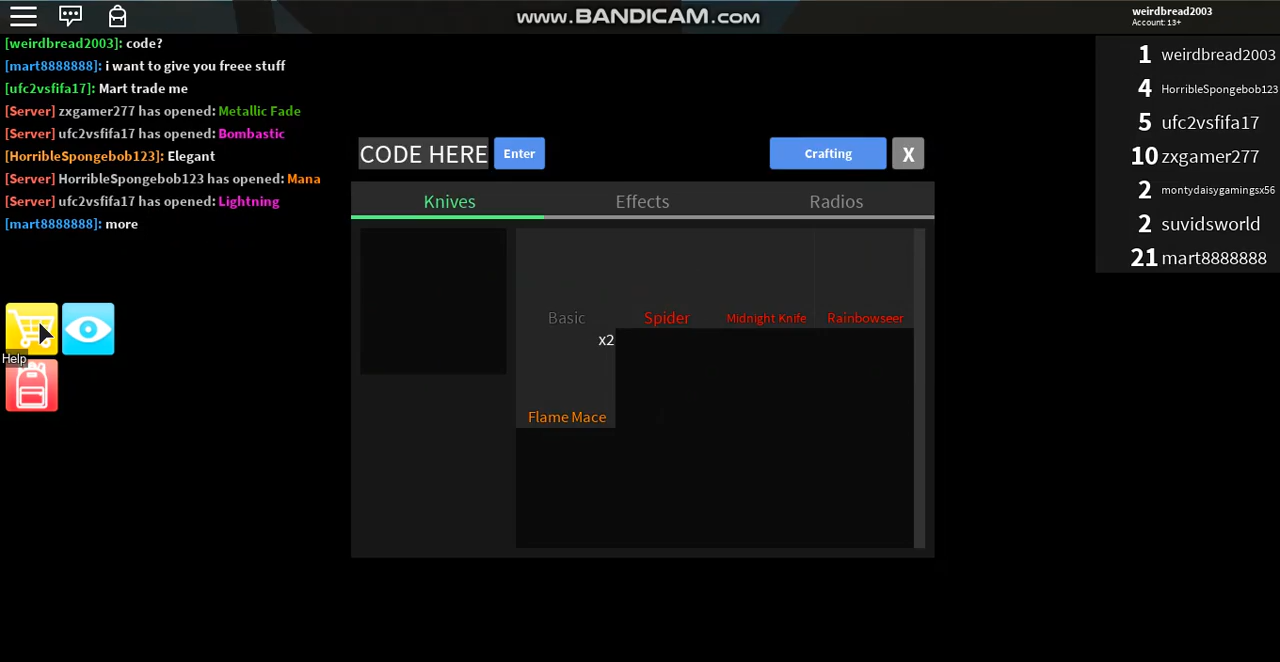 www.BANDICAM.com
weirdbread2003
Account: 13+
[weirdbread2003]: code?
[mart8888888]: i want to give you freee stuff
[ufc2vsfifa17]: Mart trade me
[Server] zxgamer277 has opened: Metallic Fade
[Server] ufc2vsfifa17 has opened: Bombastic
[HorribleSpongebob123]: Elegant
[Server] HorribleSpongebob123 has opened: Mana
[Server] ufc2vsfifa17 has opened: Lightning
[mart8888888]: more
1 weirdbread2003
4 HorribleSpongebob123
5 ufc2vsfifa17
10 zxgamer277
2 montydaisygamingsx56
2 suvidsworld
21 mart8888888
CODE HERE Enter Crafting X
Knives Effects Radios
Basic Spider Midnight Knife Rainbowseer
x2
Flame Mace
Help